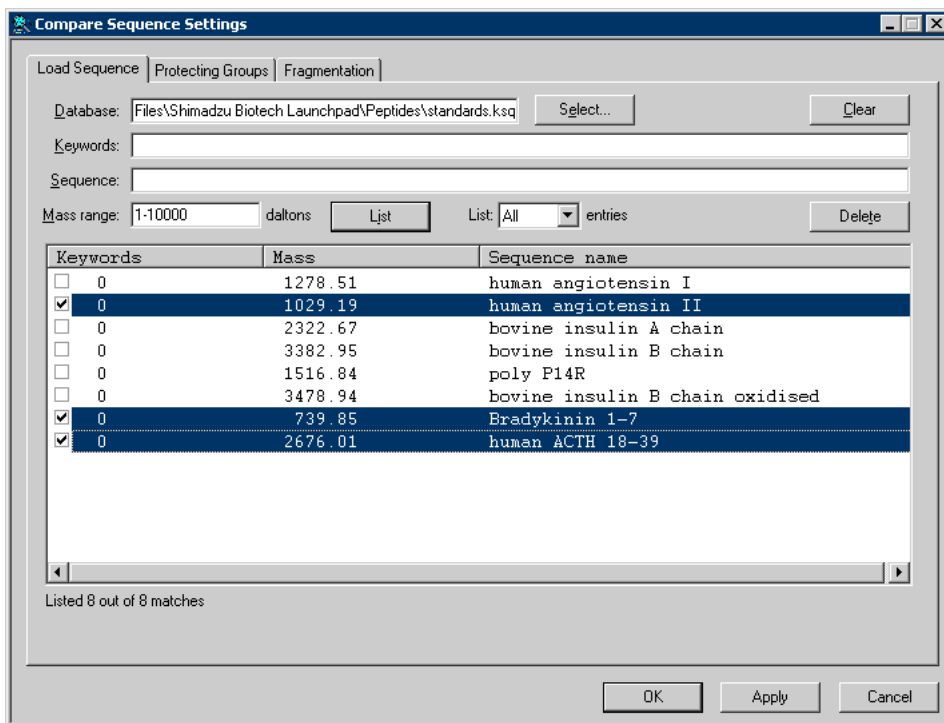 Compare Sequence Settings
Load Sequence Protecting Groups Fragmentation
Database: Files\Shimadzu Biotech Launchpad\Peptides\standards.ksq Select... Clear
Keywords:
Sequence:
Mass range: 1-10000 daltons List List: All entries Delete
Keywords Mass Sequence name
0 1278.51 human angiotensin I
0 1029.19 human angiotensin II
0 2322.67 bovine insulin A chain
0 3382.95 bovine insulin B chain
0 1516.84 poly P14R
0 3478.94 bovine insulin B chain oxidised
0 739.85 Bradykinin 1-7
0 2676.01 human ACTH 18-39
Listed 8 out of 8 matches
OK Apply Cancel